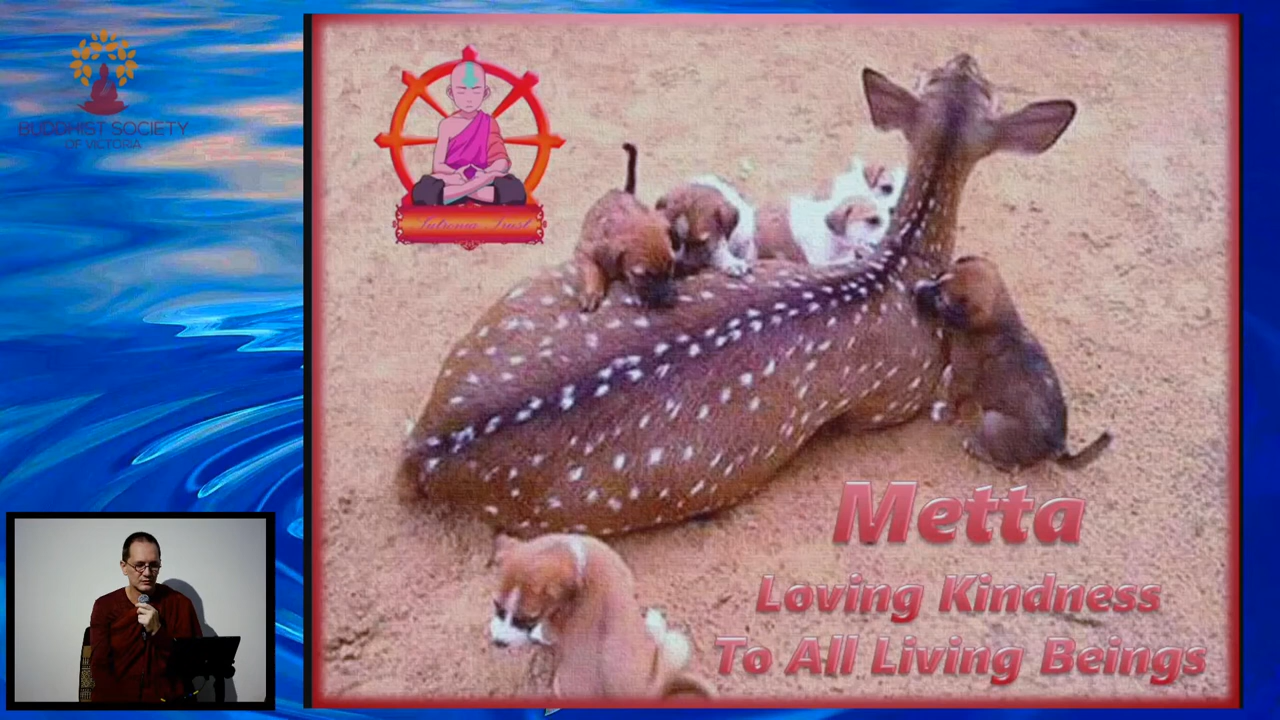 BUDDHIST SOCIETY
OF VICTORIA
Metta
Loving Kindness
To All Living Beings